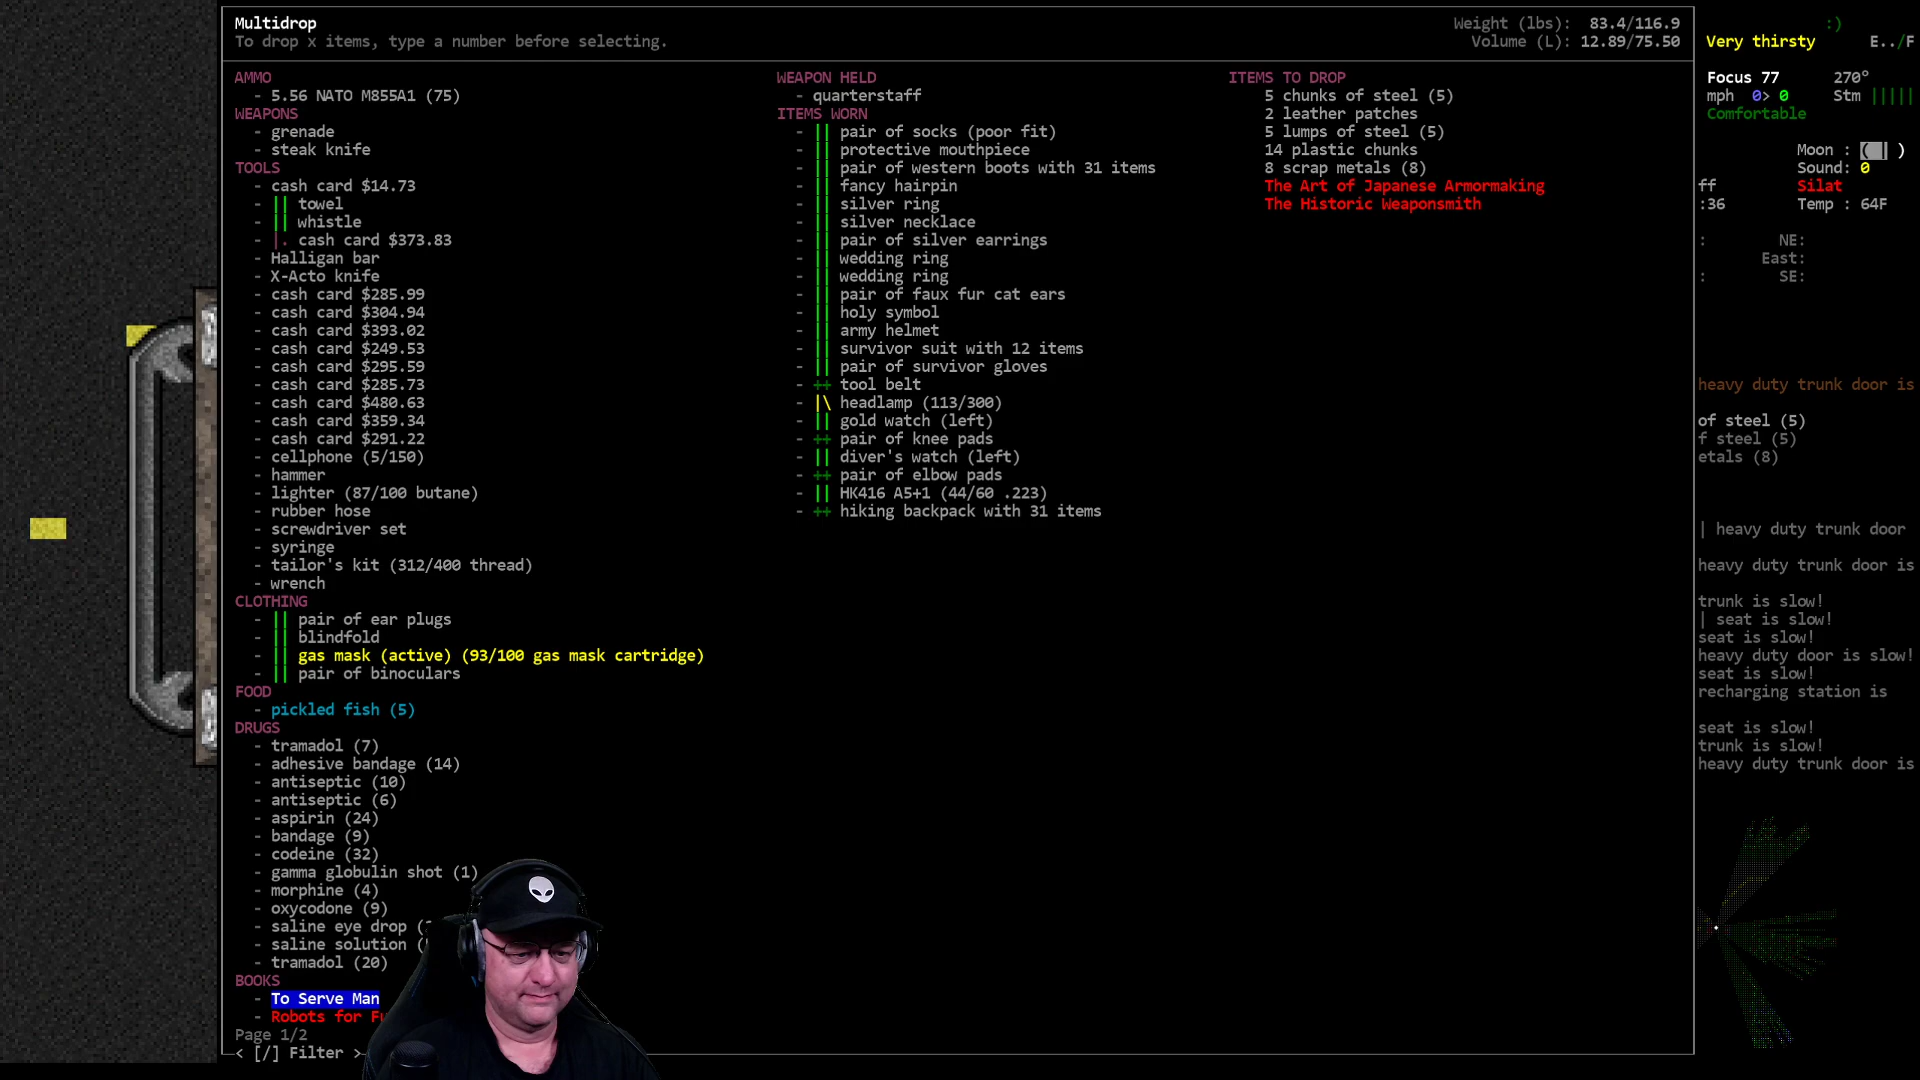 Multidrop
To drop x items, type a number before selecting.
Weight (lbs): 83.4/116.9
Volume (L): 12.89/75.50
AMMO
- 5.56 NATO M855A1 (75)
WEAPONS
- grenade
- steak knife
TOOLS
- cash card $14.73
- || towel
- || whistle
- |. cash card $373.83
- Halligan bar
- X-Acto knife
- cash card $285.99
- cash card $304.94
- cash card $393.02
- cash card $249.53
- cash card $295.59
- cash card $285.73
- cash card $480.63
- cash card $359.34
- cash card $291.22
- cellphone (5/150)
- hammer
- lighter (87/100 butane)
- rubber hose
- screwdriver set
- syringe
- tailor's kit (312/400 thread)
- wrench
CLOTHING
- || pair of ear plugs
- || blindfold
- || gas mask (active) (93/100 gas mask cartridge)
- || pair of binoculars
FOOD
- pickled fish (5)
DRUGS
- tramadol (7)
- adhesive bandage (14)
- antiseptic (10)
- antiseptic (6)
- aspirin (24)
- bandage (9)
- codeine (32)
- gamma globulin shot (1)
- morphine (4)
- oxycodone (9)
- saline eye drop (
- saline solution (
- tramadol (20)
BOOKS
- To Serve Man
- Robots for Fu
Page 1/2
< [/] Filter >
WEAPON HELD
- quarterstaff
ITEMS WORN
- || pair of socks (poor fit)
- || protective mouthpiece
- || pair of western boots with 31 items
- || fancy hairpin
- || silver ring
- || silver necklace
- || pair of silver earrings
- || wedding ring
- || wedding ring
- || pair of faux fur cat ears
- || holy symbol
- || army helmet
- || survivor suit with 12 items
- || pair of survivor gloves
- ++ tool belt
- |\ headlamp (113/300)
- || gold watch (left)
- ++ pair of knee pads
- || diver's watch (left)
- ++ pair of elbow pads
- || HK416 A5+1 (44/60 .223)
- ++ hiking backpack with 31 items
ITEMS TO DROP
5 chunks of steel (5)
2 leather patches
5 lumps of steel (5)
14 plastic chunks
8 scrap metals (8)
The Art of Japanese Armormaking
The Historic Weaponsmith
:)
Very thirsty E../F
Focus 77 270°
mph 0> 0 Stm |||||
Comfortable
Moon : ( | )
Sound: 0
ff Silat
:36 Temp : 64F
: NE:
East:
: SE:
heavy duty trunk door is
of steel (5)
f steel (5)
etals (8)
| heavy duty trunk door
heavy duty trunk door is
trunk is slow!
| seat is slow!
seat is slow!
heavy duty door is slow!
seat is slow!
recharging station is
seat is slow!
trunk is slow!
heavy duty trunk door is